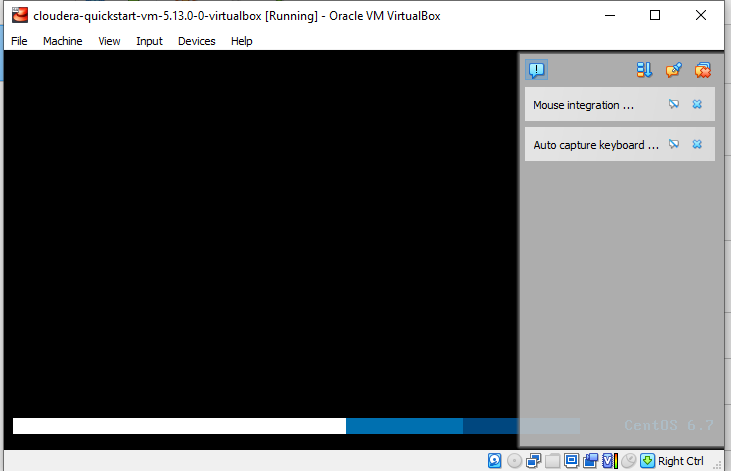 cloudera-quickstart-vm-5.13.0-0-virtualbox [Running] - Oracle VM VirtualBox
File Machine View Input Devices Help
Mouse integration ...
Auto capture keyboard ...
CentOS 6.7
Right Ctrl